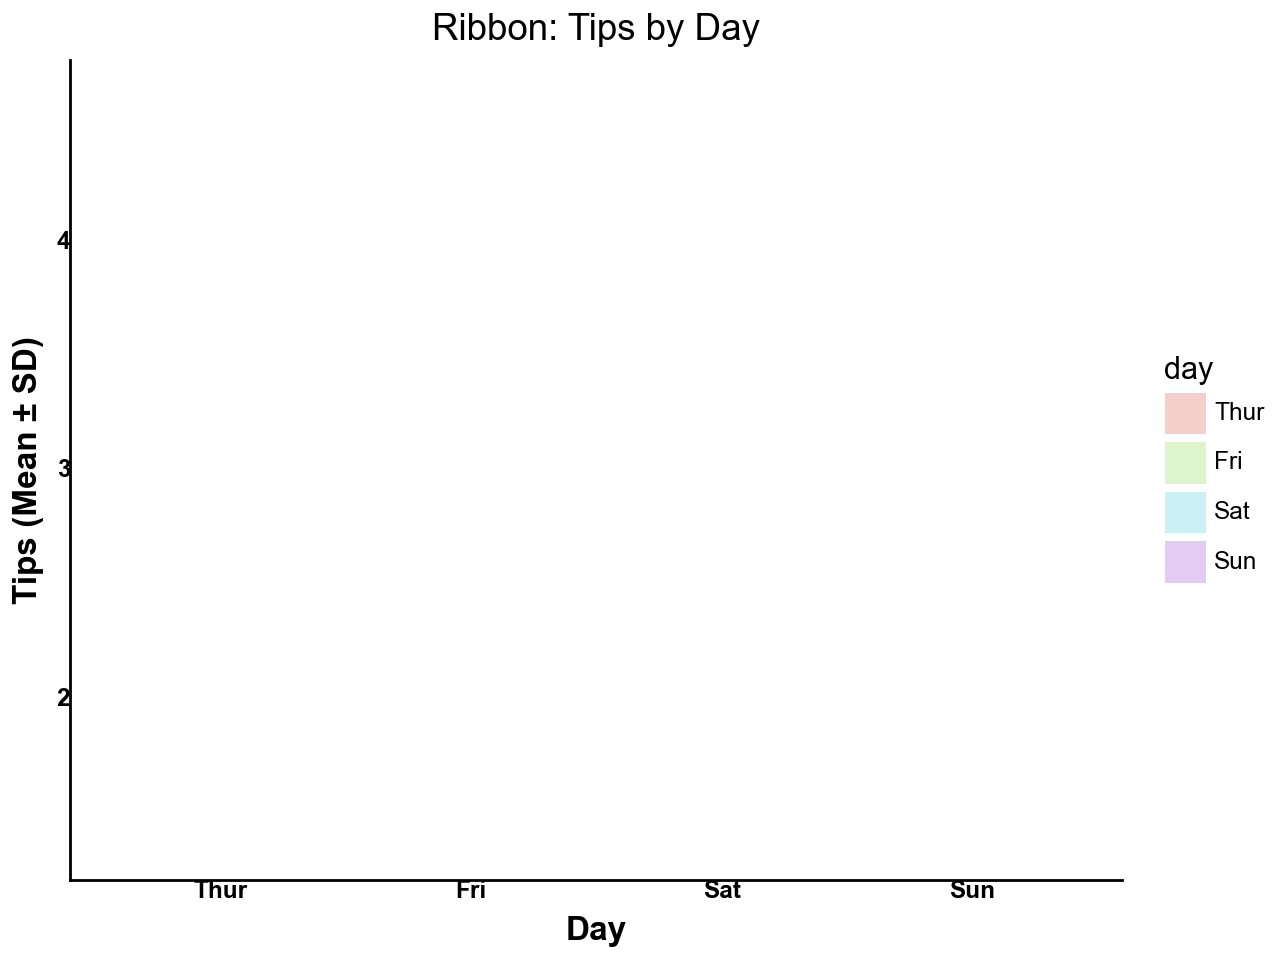 Ribbon: Tips by Day
4
3
2
Tips (Mean ± SD)
Thur Fri Sat Sun
Day
day
Thur
Fri
Sat
Sun